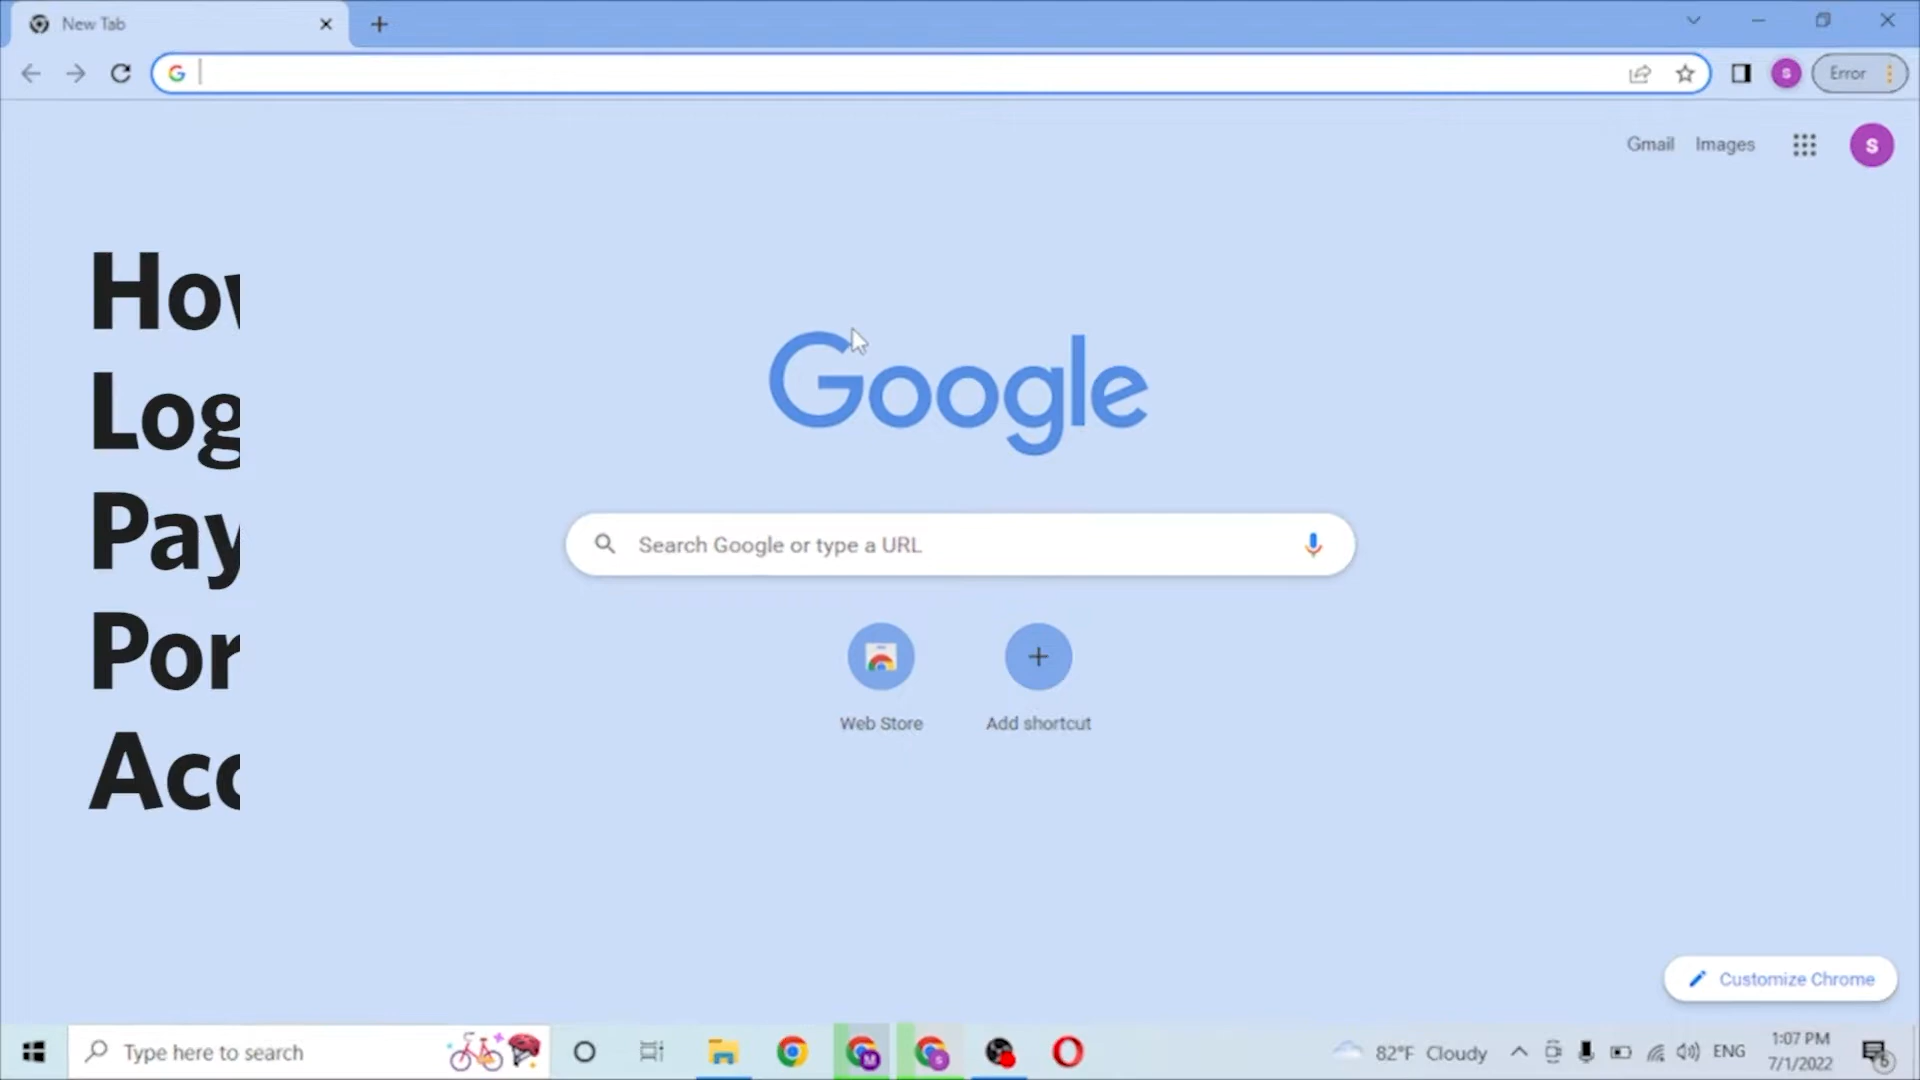 New Tab
Error
Gmail Images
S
Ho
Log
Pay
Por
Acc
Google
Search Google or type a URL
Web Store
Add shortcut
Customize Chrome
Type here to search
82°F Cloudy
ENG
1:07 PM
7/1/2022